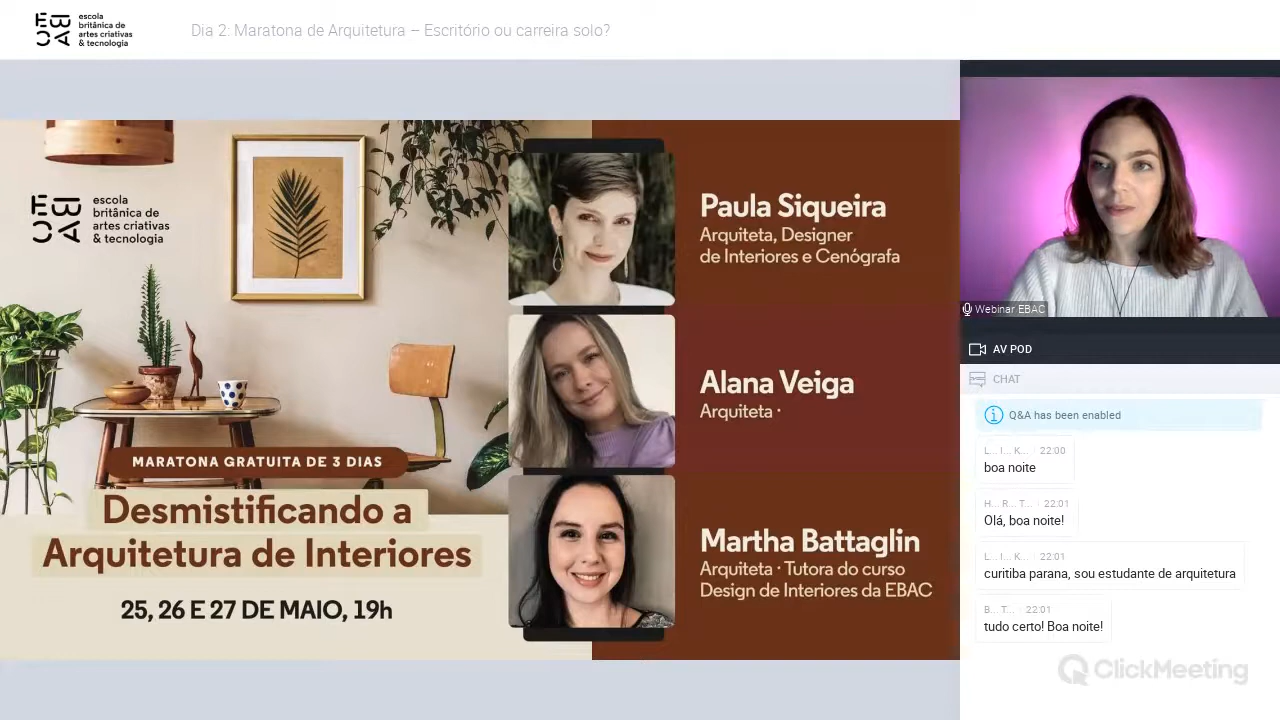 escola
britânica de
artes criativas
& tecnologia
Dia 2: Maratona de Arquitetura – Escritório ou carreira solo?
escola
britânica de
artes criativas
& tecnologia
MARATONA GRATUITA DE 3 DIAS
Desmistificando a
Arquitetura de Interiores
25, 26 E 27 DE MAIO, 19h
Paula Siqueira
Arquiteta, Designer
de Interiores e Cenógrafa
Alana Veiga
Arquiteta ·
Martha Battaglin
Arquiteta · Tutora do curso
Design de Interiores da EBAC
Webinar EBAC
AV POD
CHAT
Q&A has been enabled
L... I... K... 22:00
boa noite
H... R... T... 22:01
Olá, boa noite!
L... I... K... 22:01
curitiba parana, sou estudante de arquitetura
B... T... 22:01
tudo certo! Boa noite!
ClickMeeting